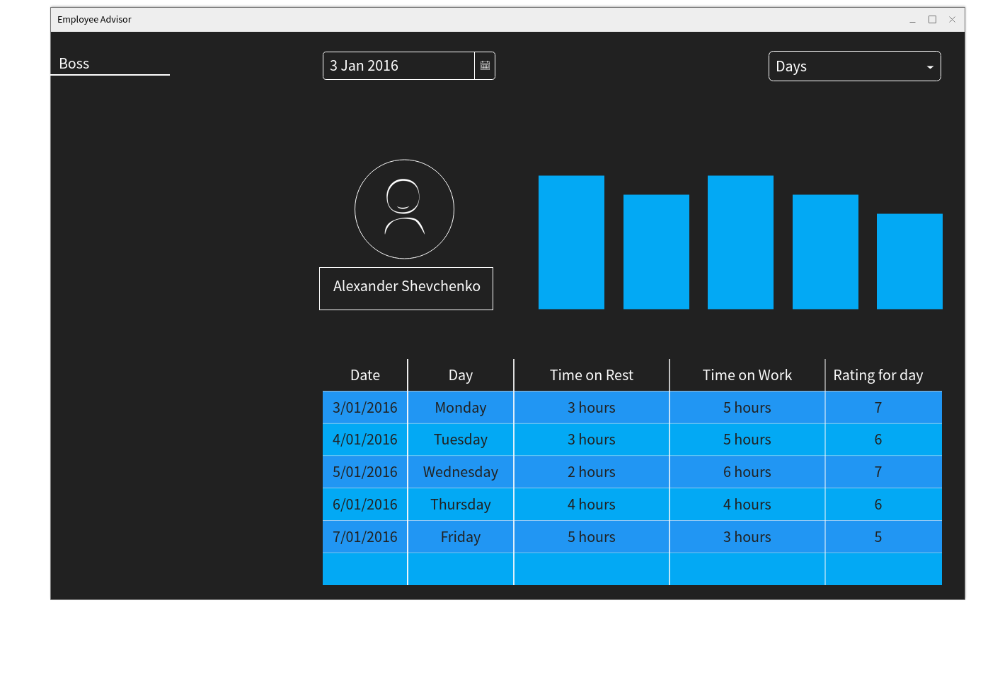 Employee Advisor
Boss
3 Jan 2016
Days
Alexander Shevchenko
Date Day Time on Rest Time on Work Rating for day
3/01/2016 Monday 3 hours 5 hours 7
4/01/2016 Tuesday 3 hours 5 hours 6
5/01/2016 Wednesday 2 hours 6 hours 7
6/01/2016 Thursday 4 hours 4 hours 6
7/01/2016 Friday 5 hours 3 hours 5